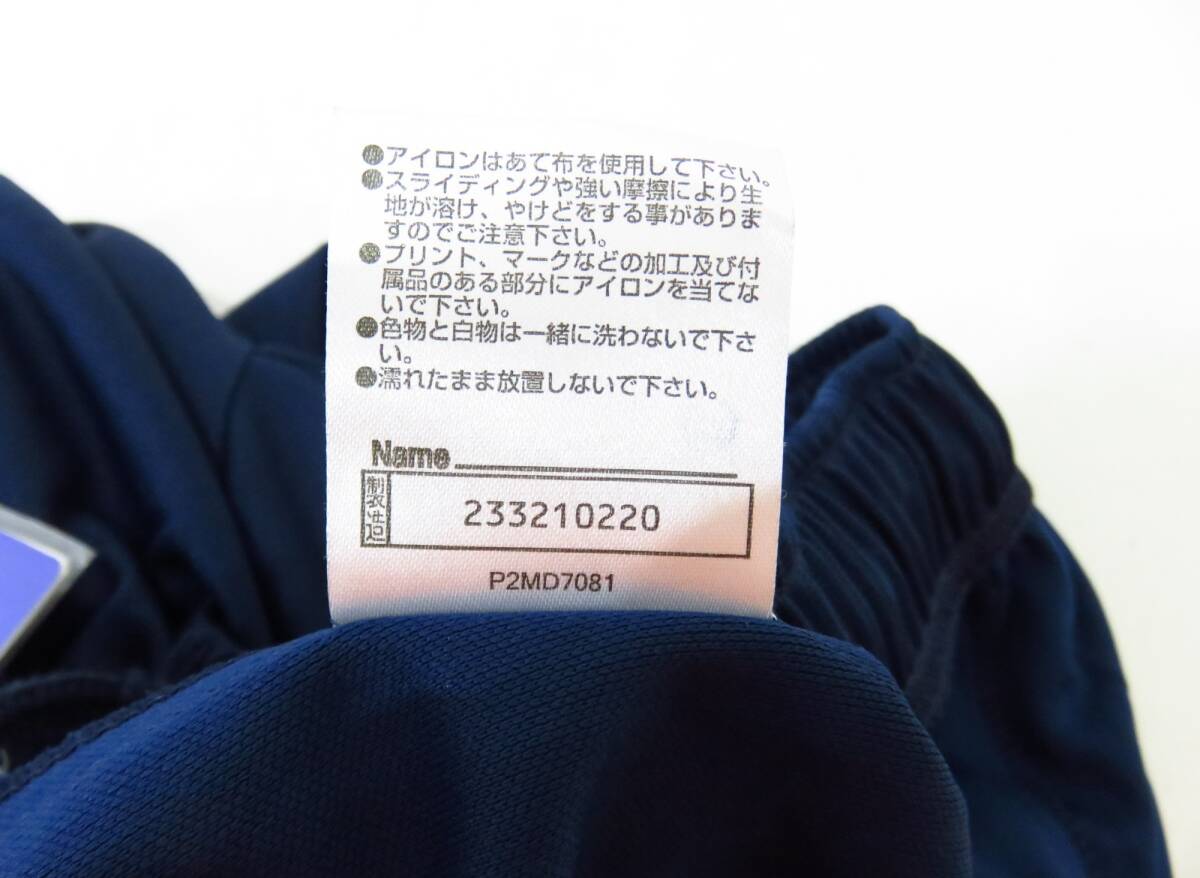 ●アイロンはあて布を使用して下さい。
●スライディングや強い摩擦により生
地が溶け、やけどをする事がありま
すのでご注意下さい。
●プリント、マークなどの加工及び付
属品のある部分にアイロンを当てな
いで下さい。
●色物と白物は一緒に洗わないで下さ
い。
●濡れたまま放置しないで下さい。
Name
233210220
P2MD7081